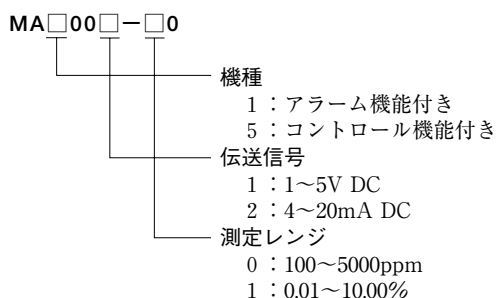 MA□00□－□0
機種
1：アラーム機能付き
5：コントロール機能付き
伝送信号
1：1～5V DC
2：4～20mA DC
測定レンジ
0：100～5000ppm
1：0.01～10.00%